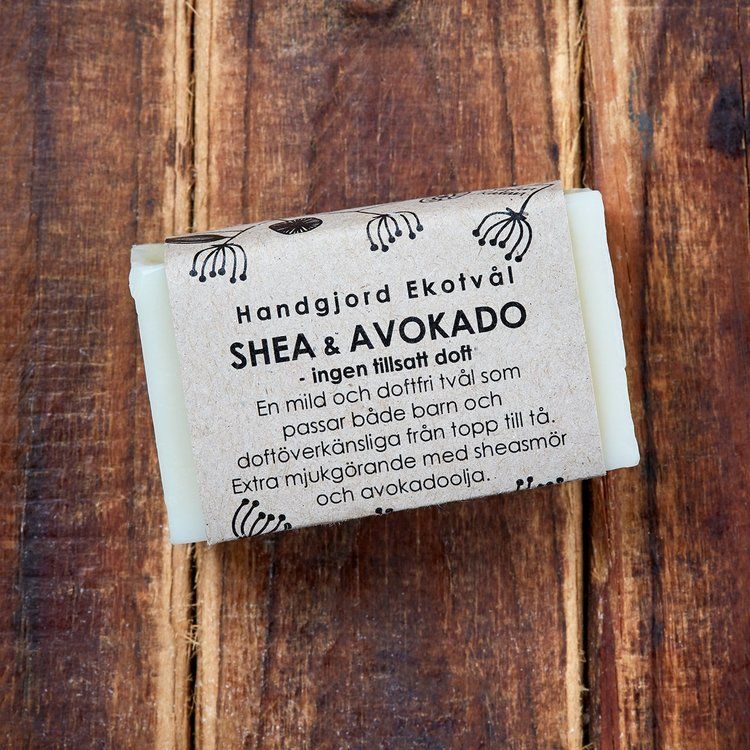 Handgjord Ekotvål
SHEA & AVOKADO
- ingen tillsatt doft
En mild och doftfri tvål som
passar både barn och
doftöverkänsliga från topp till tå.
Extra mjukgörande med sheasmör
och avokadoolja.